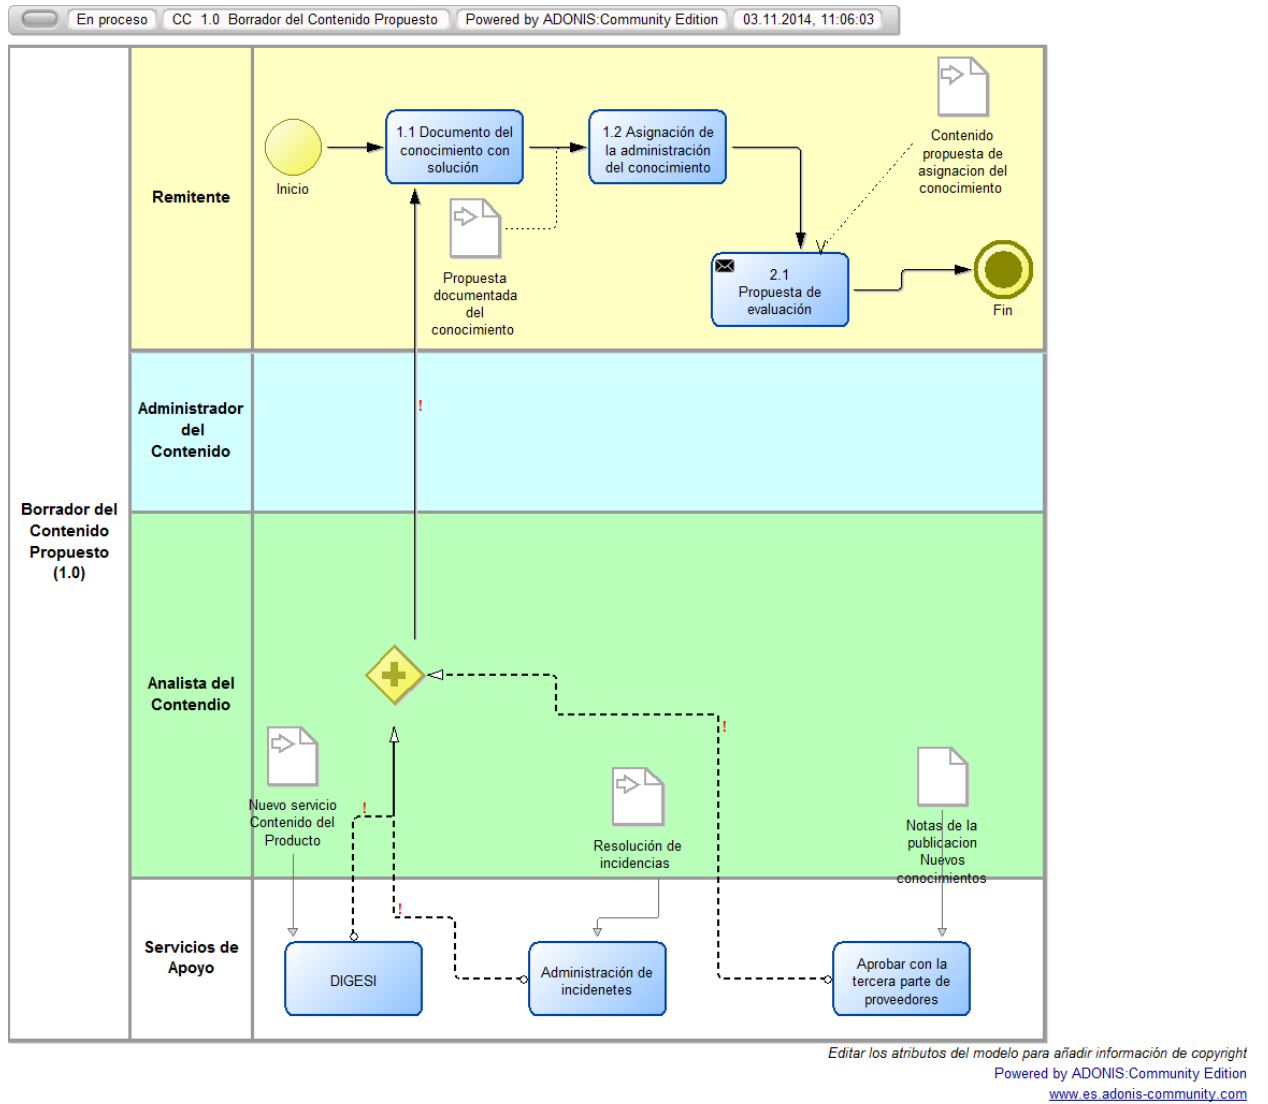 En proceso CC 1.0 Borrador del Contenido Propuesto Powered by ADONIS:Community Edition 03.11.2014, 11:06:03
Borrador del
Contenido
Propuesto
(1.0)
Remitente
Inicio
1.1 Documento del
conocimiento con
solución
1.2 Asignación de
la administración
del conocimiento
Contenido
propuesta de
asignacion del
conocimiento
Propuesta
documentada
del
conocimiento
2.1
Propuesta de
evaluación
Fin
Administrador
del
Contenido
!
Analista del
Contendio
!
Nuevo servicio
Contenido del
Producto
!
Resolución de
incidencias
Notas de la
publicacion
Nuevos
conocimientos
!
Servicios de
Apoyo
DIGESI
Administración de
incidenetes
Aprobar con la
tercera parte de
proveedores
Editar los atributos del modelo para añadir información de copyright
Powered by ADONIS:Community Edition
www.es.adonis-community.com